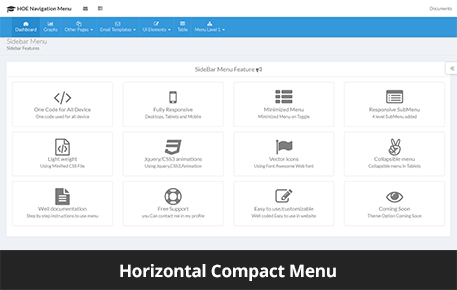 HOE Navigation Menu
Documents
Dashboard Graphs Other Pages Email Templates UI Elements Table Menu Level 1
Sidebar Menu
Sidebar Features
SideBar Menu Feature
One Code for All Device Fully Responsive Minimized Menu Responsive SubMenu
One code used for all device Desktops, Tablets and Mobile Minimized Menu on Toggle 4 level SubMenu added
Light weight Jquery/CSS3 animations Vector Icons Collapsible menu
Using Minified CSS File Using Jquery,CSS3,Animation Using Font Awesome Web font Collapsible menu in Tablets
Well documentation Free Support Easy to use/customizable Coming Soon
Step by step instructions to use menu you Can contact me in my profile Well coded Easy to use in website Theme Option Coming Soon
Horizontal Compact Menu